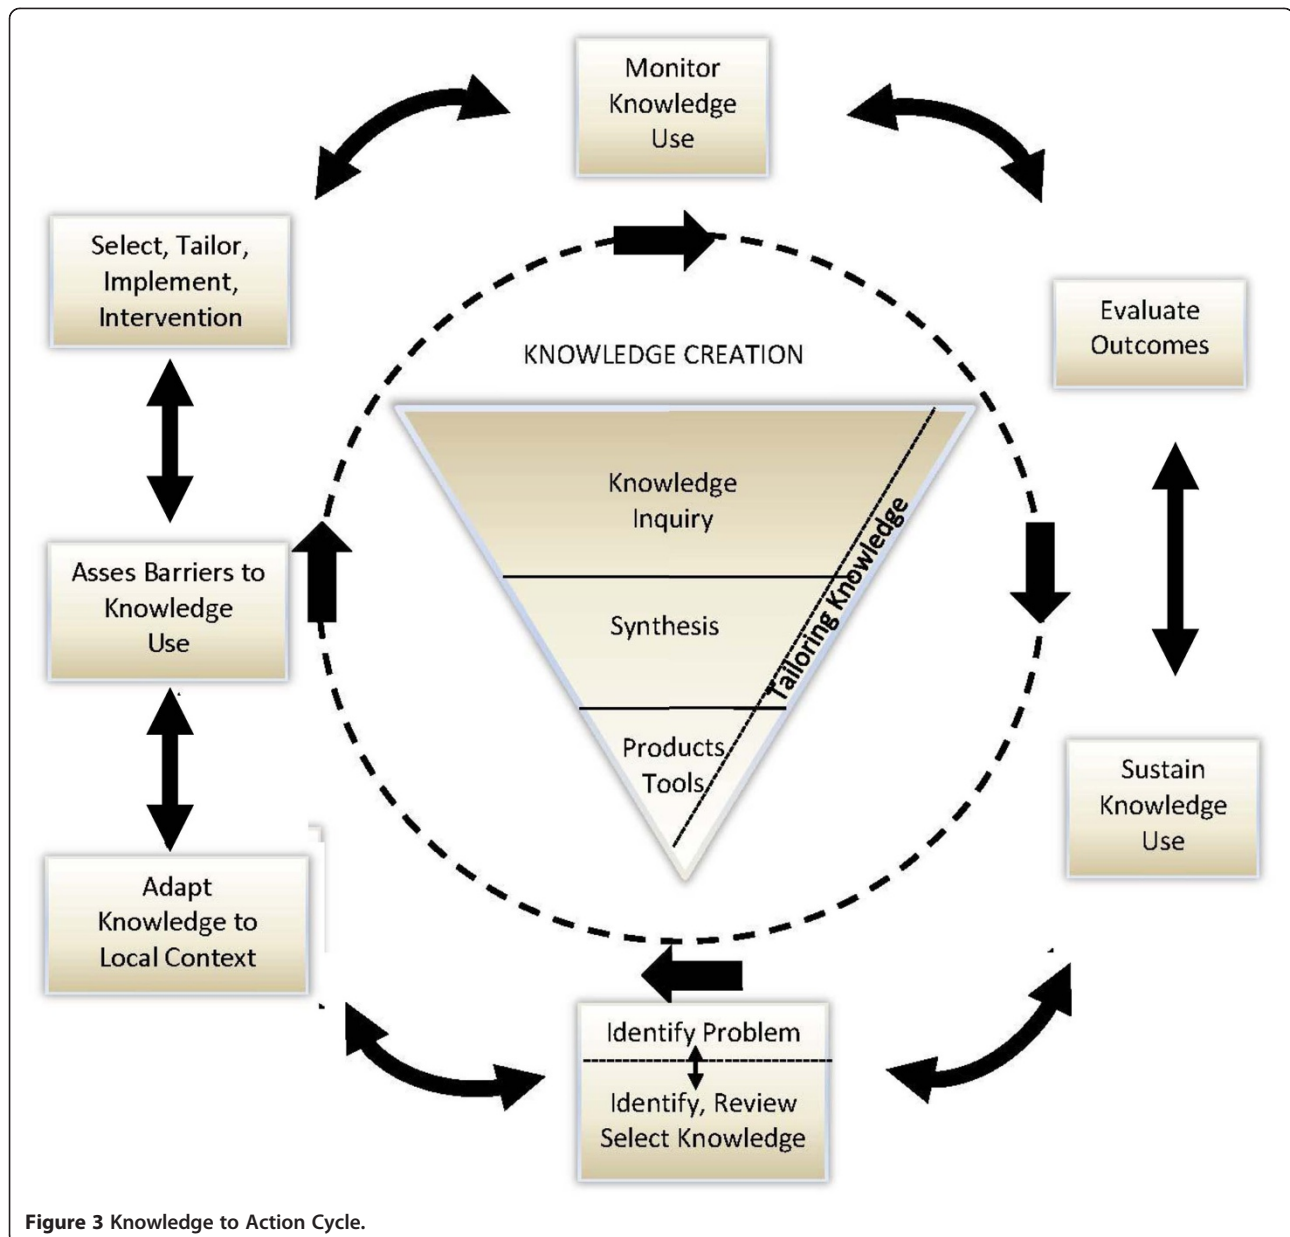 Monitor
Knowledge
Use
Select, Tailor,
Implement,
Intervention
Evaluate
Outcomes
KNOWLEDGE CREATION
Knowledge
Inquiry
Tailoring Knowledge
Asses Barriers to
Knowledge
Use
Synthesis
Products
Tools
Sustain
Knowledge
Use
Adapt
Knowledge to
Local Context
Identify Problem
Identify, Review
Select Knowledge
Figure 3 Knowledge to Action Cycle.